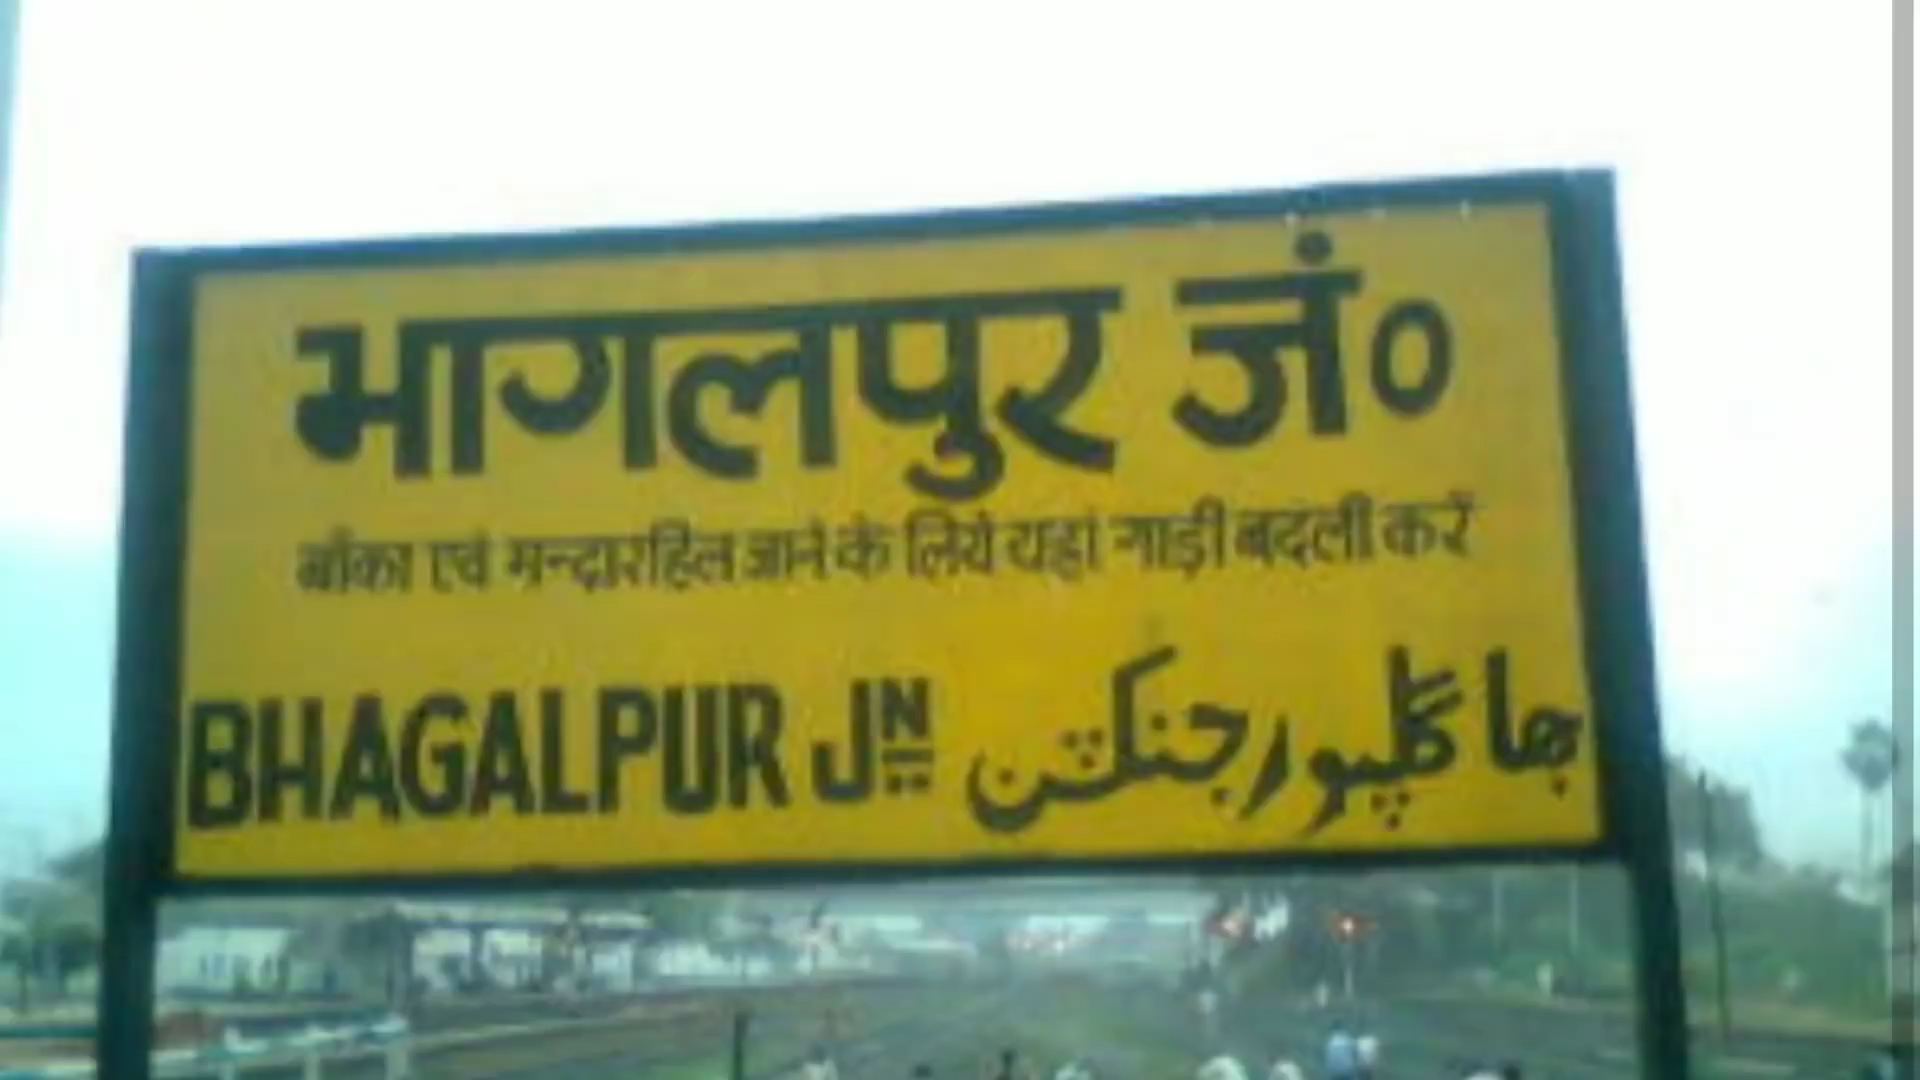 भागलपुर जं०
बाँका एवं मन्दारहिल जाने के लिये यहां गाड़ी बदली करें
BHAGALPUR JN بھاگلپور جنکشن